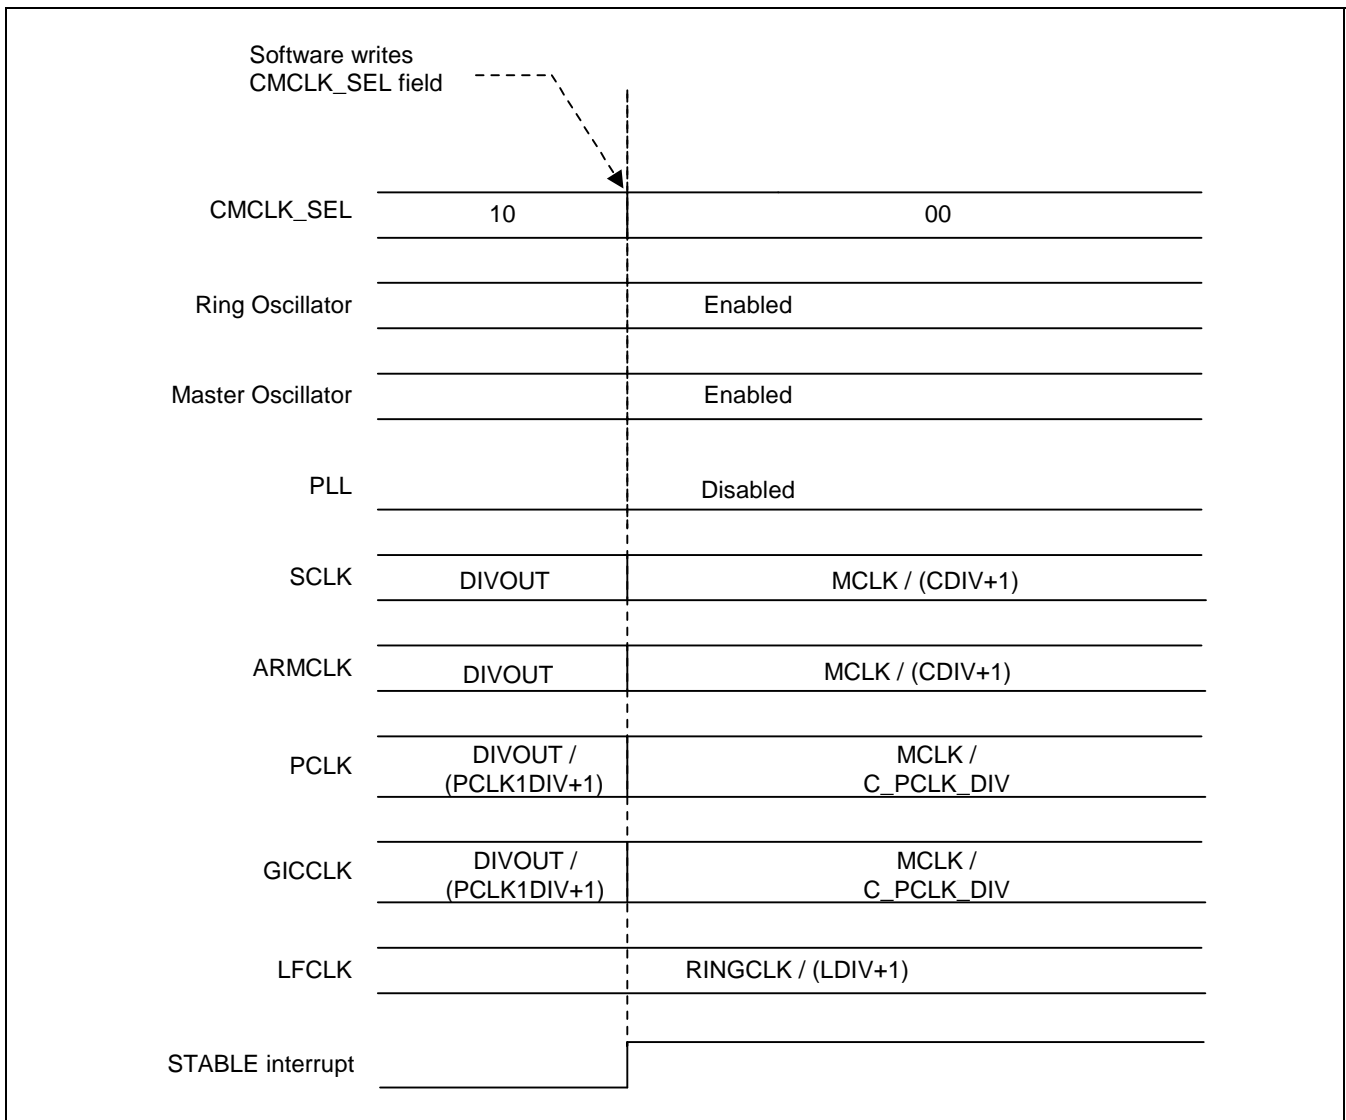 Software writes
CMCLK_SEL field
CMCLK_SEL
10
00
Ring Oscillator
Enabled
Master Oscillator
Enabled
PLL
Disabled
SCLK
DIVOUT
MCLK / (CDIV+1)
ARMCLK
DIVOUT
MCLK / (CDIV+1)
PCLK
DIVOUT /
(PCLK1DIV+1)
MCLK /
C_PCLK_DIV
GICCLK
DIVOUT /
(PCLK1DIV+1)
MCLK /
C_PCLK_DIV
LFCLK
RINGCLK / (LDIV+1)
STABLE interrupt